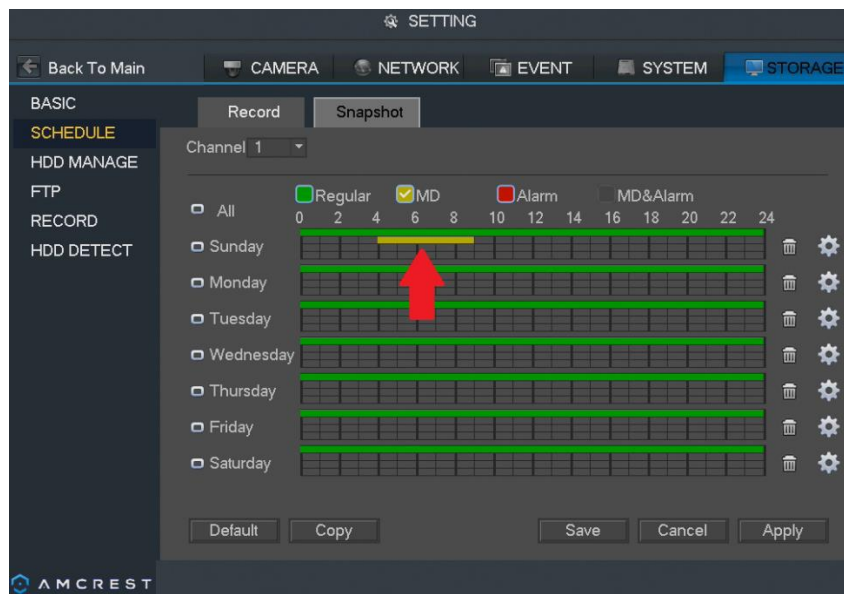 SETTING
Back To Main CAMERA NETWORK EVENT SYSTEM STORAGE
BASIC
SCHEDULE
HDD MANAGE
FTP
RECORD
HDD DETECT
Record Snapshot
Channel 1
All Regular MD Alarm MD&Alarm
0 2 4 6 8 10 12 14 16 18 20 22 24
Sunday
Monday
Tuesday
Wednesday
Thursday
Friday
Saturday
Default Copy Save Cancel Apply
AMCREST